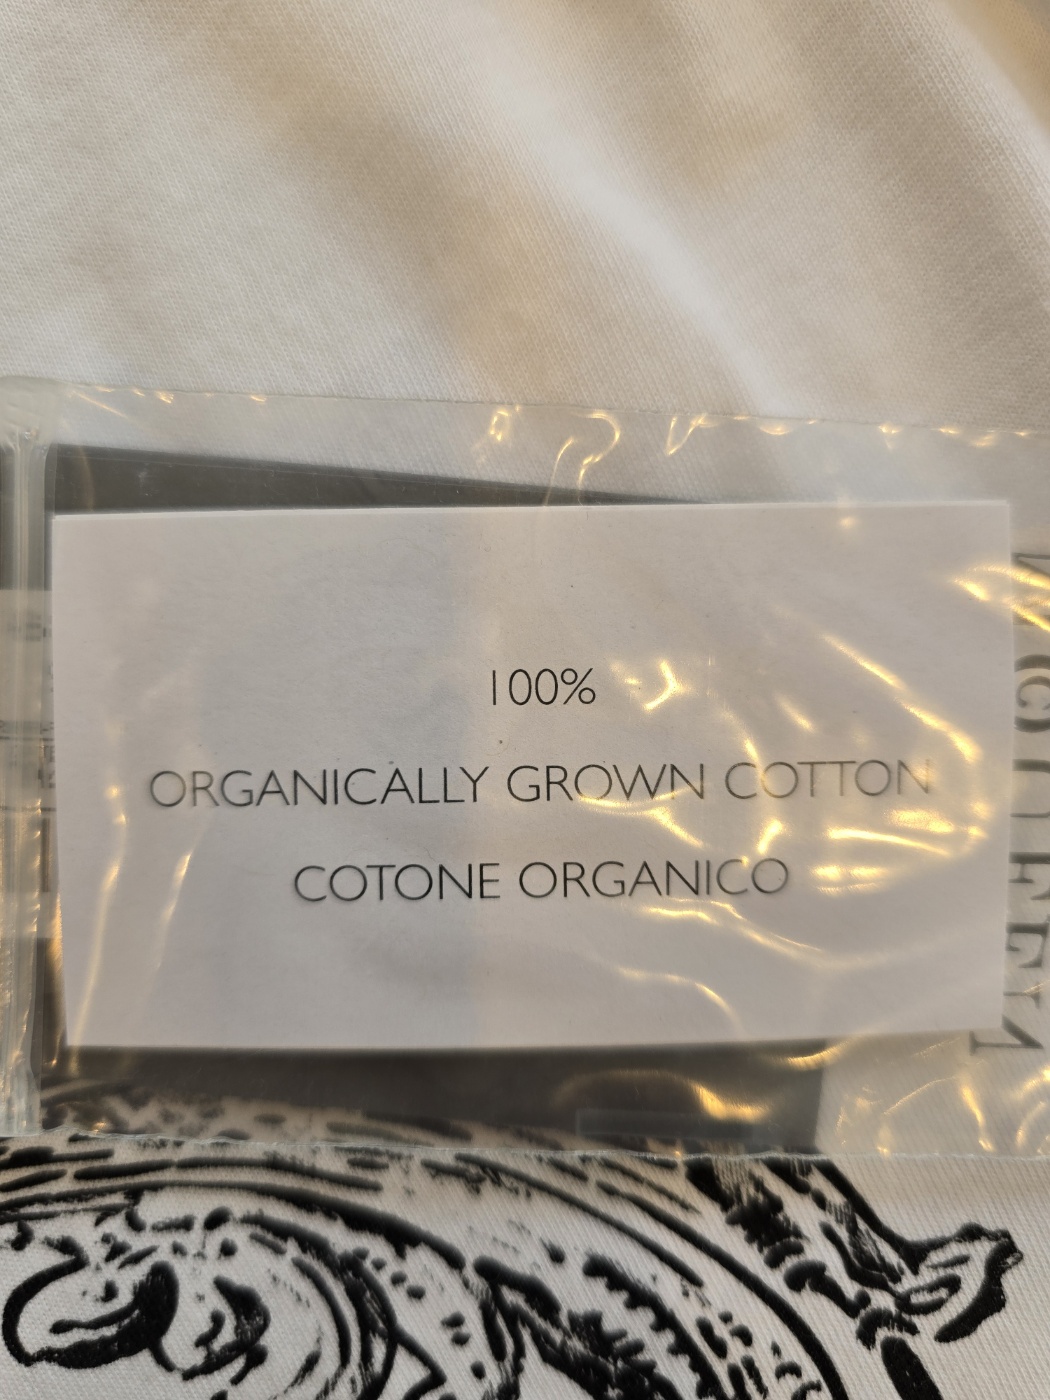 100%
ORGANICALLY GROWN COTTON
COTONE ORGANICO